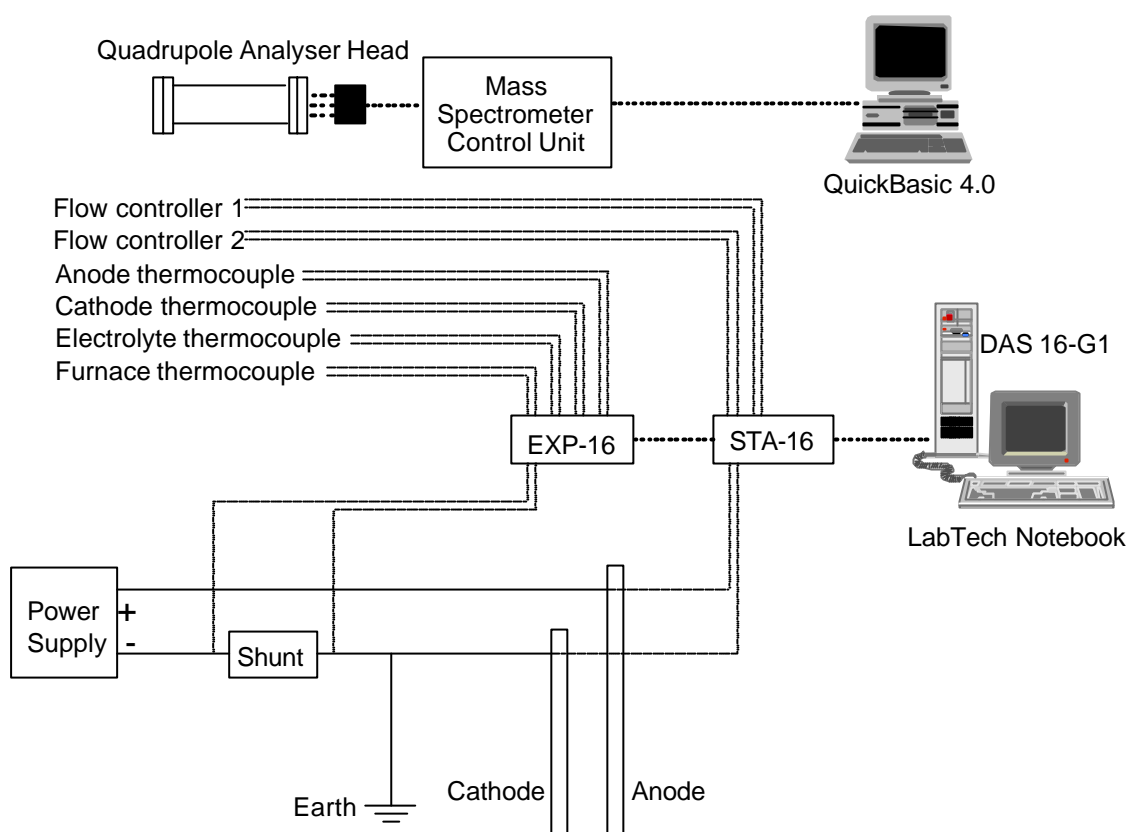 Quadrupole Analyser Head
Mass
Spectrometer
Control Unit
QuickBasic 4.0
Flow controller 1
Flow controller 2
Anode thermocouple
Cathode thermocouple
Electrolyte thermocouple
Furnace thermocouple
DAS 16-G1
EXP-16
STA-16
LabTech Notebook
Power
Supply
+
-
Shunt
Earth
Cathode
Anode